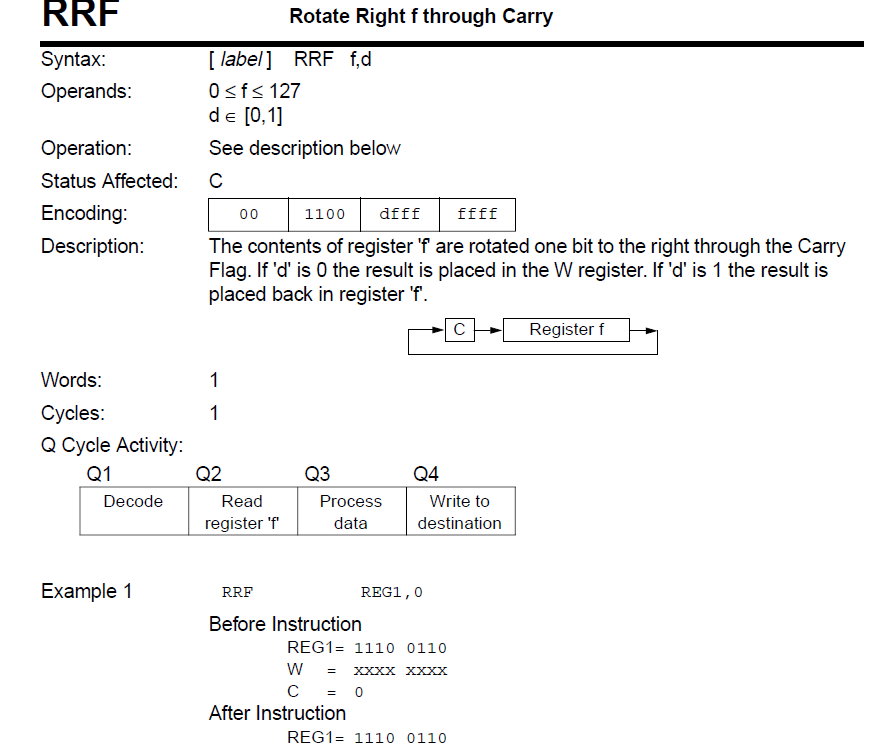 RRF Rotate Right f through Carry
Syntax: [ label ] RRF f,d
Operands: 0 ≤ f ≤ 127
d ∈ [0,1]
Operation: See description below
Status Affected: C
Encoding: 00 1100 dfff ffff
Description: The contents of register 'f' are rotated one bit to the right through the Carry
Flag. If 'd' is 0 the result is placed in the W register. If 'd' is 1 the result is
placed back in register 'f'.
C Register f
Words: 1
Cycles: 1
Q Cycle Activity:
Q1 Q2 Q3 Q4
Decode Read Process Write to
register 'f' data destination
Example 1 RRF REG1,0
Before Instruction
REG1= 1110 0110
W = xxxx xxxx
C = 0
After Instruction
REG1= 1110 0110